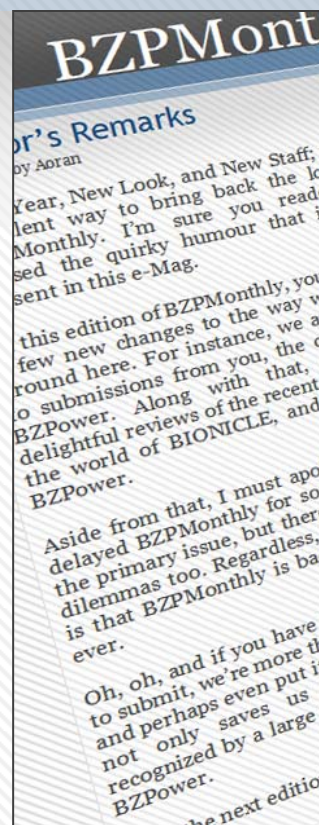 BZPMont
or's Remarks
by Aoran
Year, New Look, and New Staff;
lent way to bring back the lo
Monthly. I'm sure you read
sed the quirky humour that i
sent in this e-Mag.
this edition of BZPMonthly, you
few new changes to the way w
round here. For instance, we a
o submissions from you, the
BZPower. Along with that,
delightful reviews of the recent
the world of BIONICLE, and
BZPower.
Aside from that, I must apo
delayed BZPMonthly for so
the primary issue, but ther
dilemmas too. Regardless,
is that BZPMonthly is ba
ever.
Oh, oh, and if you have
to submit, we're more th
and perhaps even put i
not only saves us
recognized by a large
BZPower.
the next editio